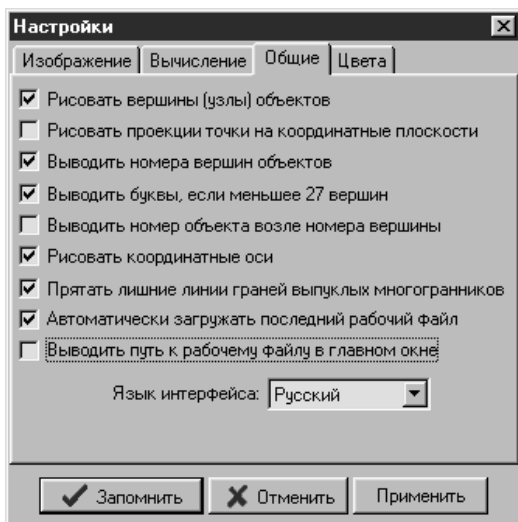 Настройки
Изображение Вычисление Общие Цвета
Рисовать вершины (узлы) объектов
Рисовать проекции точки на координатные плоскости
Выводить номера вершин объектов
Выводить буквы, если меньшее 27 вершин
Выводить номер объекта возле номера вершины
Рисовать координатные оси
Прятать лишние линии граней выпуклых многогранников
Автоматически загружать последний рабочий файл
Выводить путь к рабочему файлу в главном окне
Язык интерфейса: Русский
Запомнить Отменить Применить